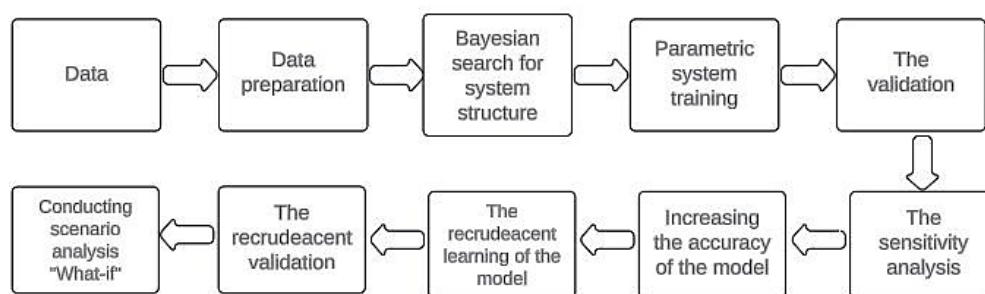 Data
Data
preparation
Bayesian
search for
system
structure
Parametric
system
training
The
validation
The
sensitivity
analysis
Increasing
the accuracy
of the model
The
recrudeacent
learning of the
model
The
recrudeacent
validation
Conducting
scenario
analysis
"What-if"